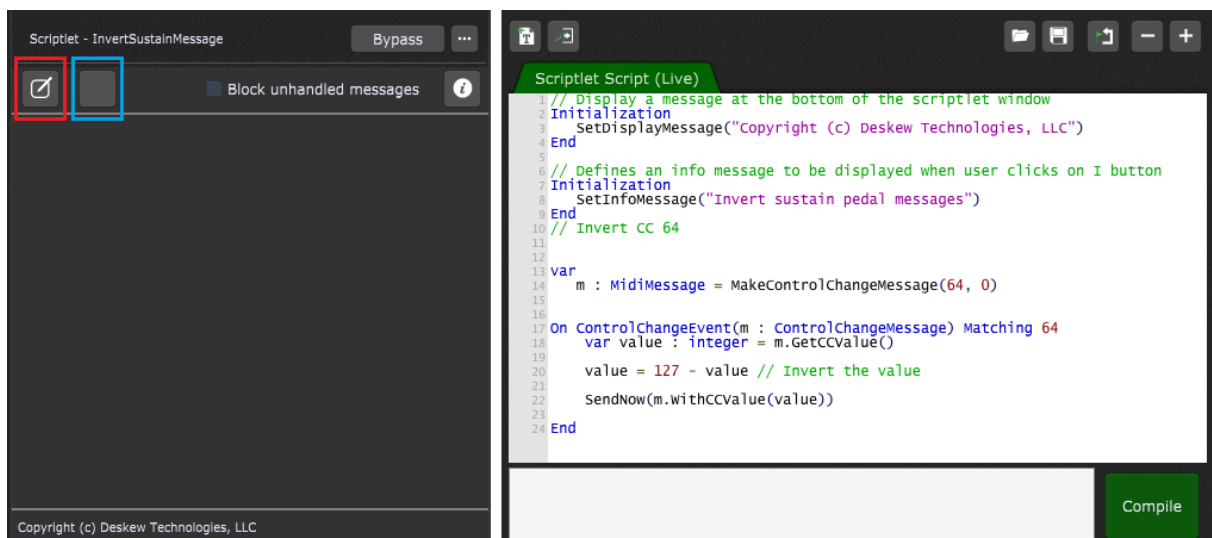 Scriptlet - InvertSustainMessage
Bypass
Block unhandled messages
i
Copyright (c) Deskew Technologies, LLC
T
Scriptlet Script (Live)
1 // Display a message at the bottom of the scriptlet window
2 Initialization
3 SetDisplayMessage("Copyright (c) Deskew Technologies, LLC")
4 End
5
6 // Defines an info message to be displayed when user clicks on I button
7 Initialization
8 SetInfoMessage("Invert sustain pedal messages")
9 End
10 // Invert CC 64
11
12
13 var
14 m : MidiMessage = MakeControlChangeMessage(64, 0)
15
16
17 On ControlChangeEvent(m : ControlChangeMessage) Matching 64
18 var value : integer = m.GetCCValue()
19
20 value = 127 - value // Invert the value
21
22 SendNow(m.WithCCValue(value))
23
24 End
Compile